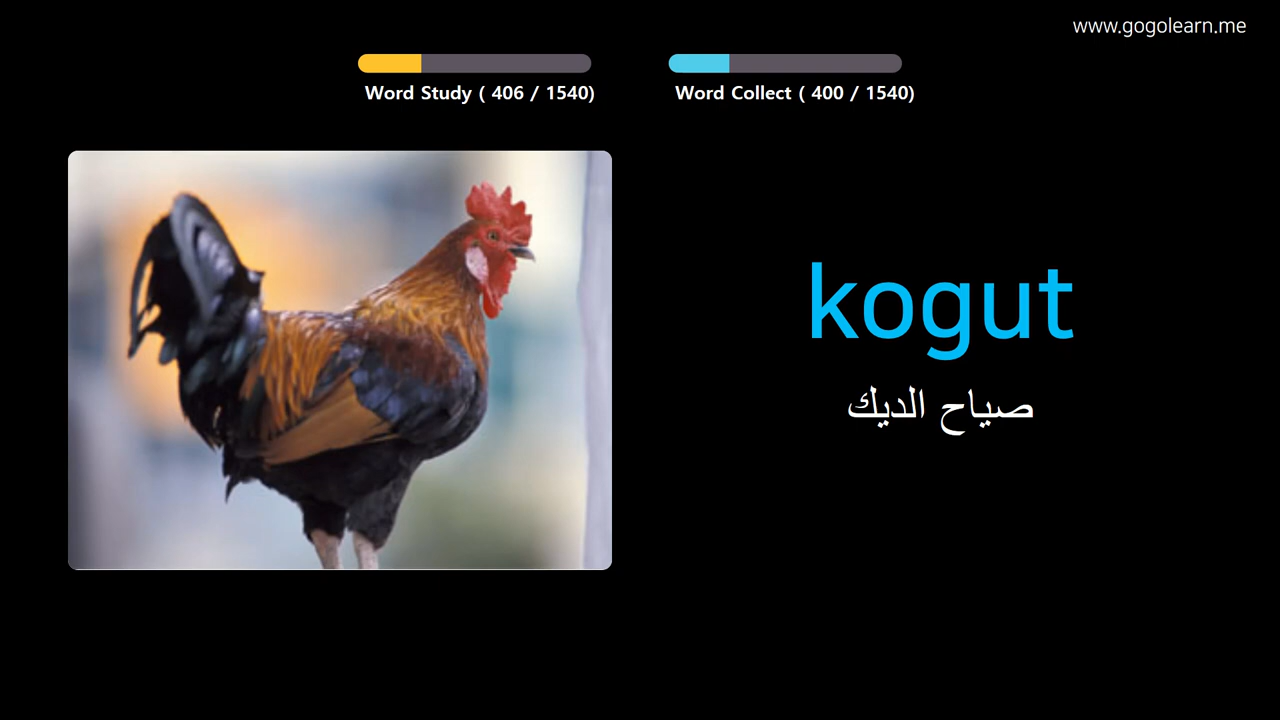 www.gogolearn.me
Word Study ( 406 / 1540)
Word Collect ( 400 / 1540)
kogut
صياح الديك